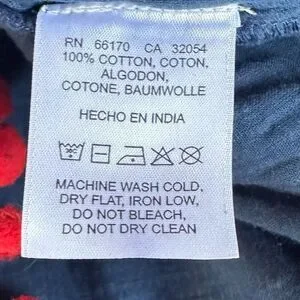 RN 66170 CA 32054
100% COTTON, COTON,
ALGODON,
COTONE, BAUMWOLLE
HECHO EN INDIA
MACHINE WASH COLD,
DRY FLAT, IRON LOW,
DO NOT BLEACH,
DO NOT DRY CLEAN